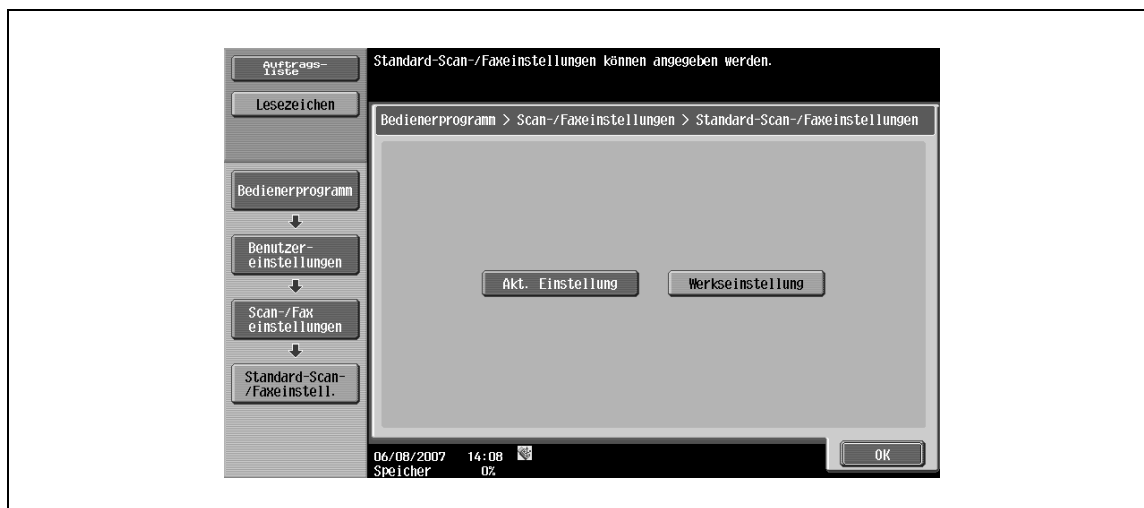 Auftrags-
liste
Lesezeichen
Bedienerprogramm
Benutzer-
einstellungen
Scan-/Fax
einstellungen
Standard-Scan-
/Faxeinstell.
Standard-Scan-/Faxeinstellungen können angegeben werden.
Bedienerprogramm > Scan-/Faxeinstellungen > Standard-Scan-/Faxeinstellungen
Akt. Einstellung
Werkseinstellung
06/08/2007 14:08
Speicher 0%
OK